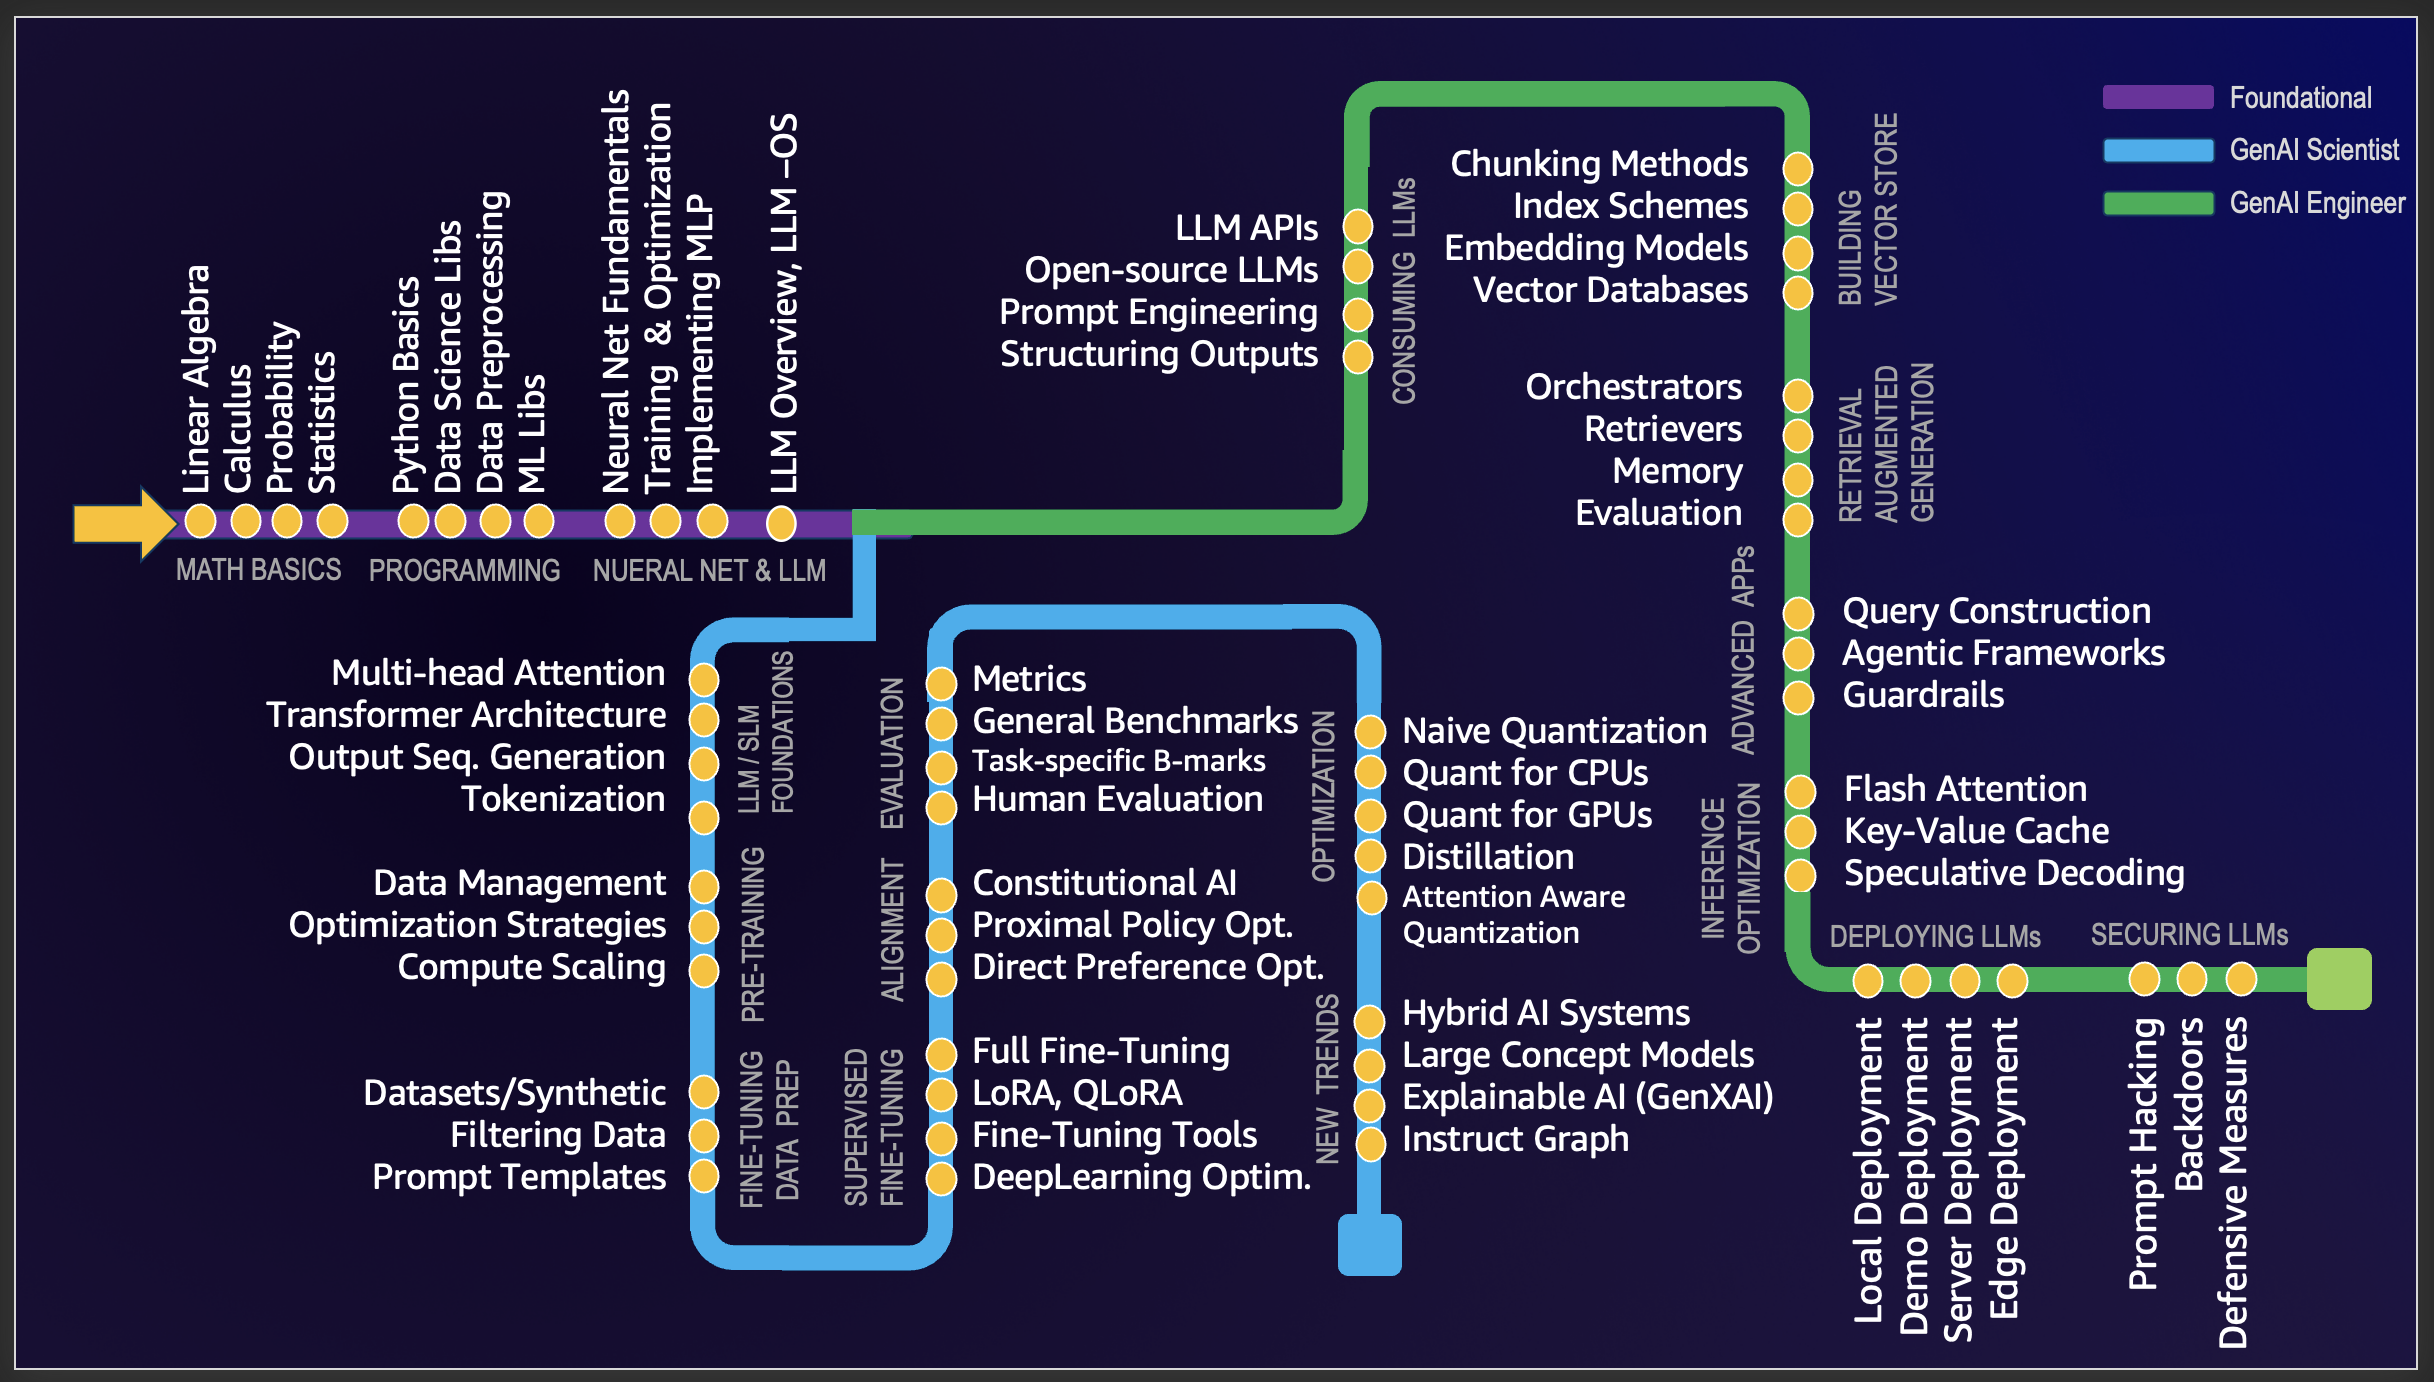 Foundational
GenAI Scientist
GenAI Engineer
Linear Algebra
Calculus
Probability
Statistics
MATH BASICS
Python Basics
Data Science Libs
Data Preprocessing
ML Libs
PROGRAMMING
Neural Net Fundamentals
Training & Optimization
Implementing MLP
LLM Overview, LLM –OS
NUERAL NET & LLM
LLM APIs
Open-source LLMs
Prompt Engineering
Structuring Outputs
CONSUMING LLMs
Chunking Methods
Index Schemes
Embedding Models
Vector Databases
BUILDING
VECTOR STORE
Orchestrators
Retrievers
Memory
Evaluation
RETRIEVAL
AUGMENTED
GENERATION
Query Construction
Agentic Frameworks
Guardrails
ADVANCED APPs
Flash Attention
Key-Value Cache
Speculative Decoding
INFERENCE
OPTIMIZATION
DEPLOYING LLMs
Local Deployment
Demo Deployment
Server Deployment
Edge Deployment
SECURING LLMs
Prompt Hacking
Backdoors
Defensive Measures
Multi-head Attention
Transformer Architecture
Output Seq. Generation
Tokenization
LLM / SLM
FOUNDATIONS
Data Management
Optimization Strategies
Compute Scaling
PRE-TRAINING
Datasets/Synthetic
Filtering Data
Prompt Templates
FINE-TUNING
DATA PREP
Metrics
General Benchmarks
Task-specific B-marks
Human Evaluation
EVALUATION
Constitutional AI
Proximal Policy Opt.
Direct Preference Opt.
ALIGNMENT
Full Fine-Tuning
LoRA, QLoRA
Fine-Tuning Tools
DeepLearning Optim.
SUPERVISED
FINE-TUNING
Naive Quantization
Quant for CPUs
Quant for GPUs
Distillation
Attention Aware
Quantization
OPTIMIZATION
Hybrid AI Systems
Large Concept Models
Explainable AI (GenXAI)
Instruct Graph
NEW TRENDS